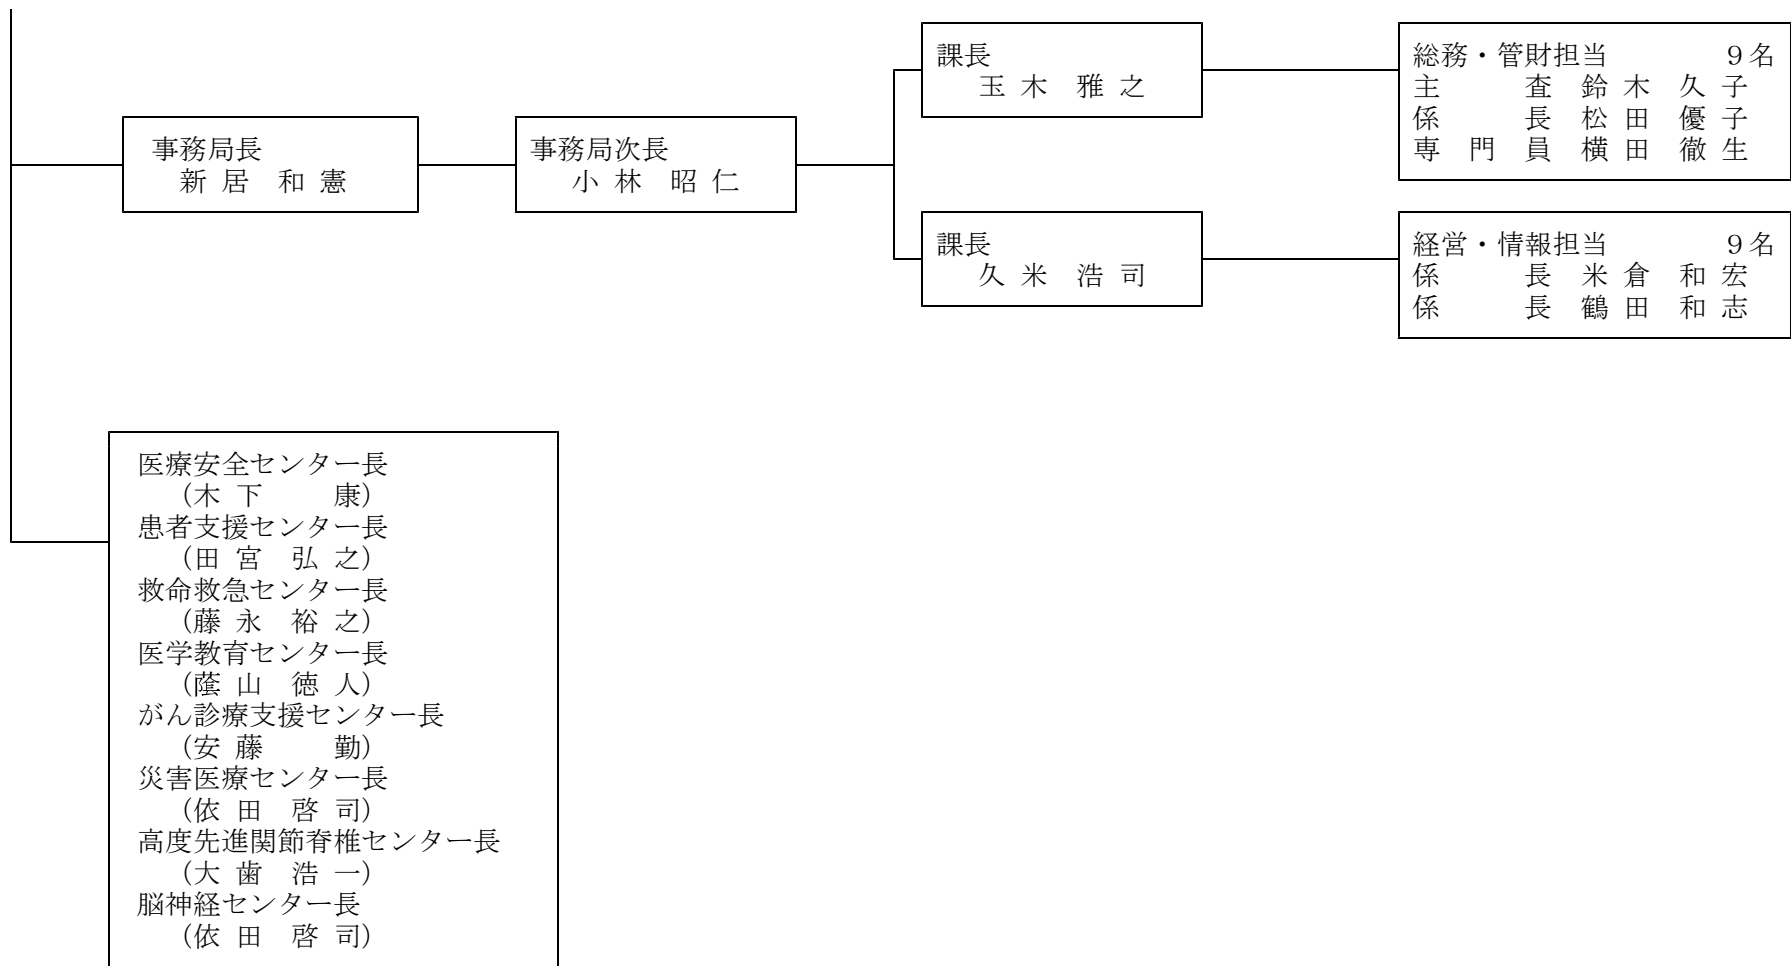 事務局長
新居 和憲
事務局次長
小林 昭仁
課長
玉木 雅之
総務・管財担当 9名
主査 鈴木 久子
係長 松田 優子
専門員 横田 徹生
課長
久米 浩司
経営・情報担当 9名
係長 米倉 和宏
係長 鶴田 和志
医療安全センター長
(木下 康)
患者支援センター長
(田宮 弘之)
救命救急センター長
(藤永 裕之)
医学教育センター長
(蔭山 徳人)
がん診療支援センター長
(安藤 勤)
災害医療センター長
(依田 啓司)
高度先進関節脊椎センター長
(大歯 浩一)
脳神経センター長
(依田 啓司)